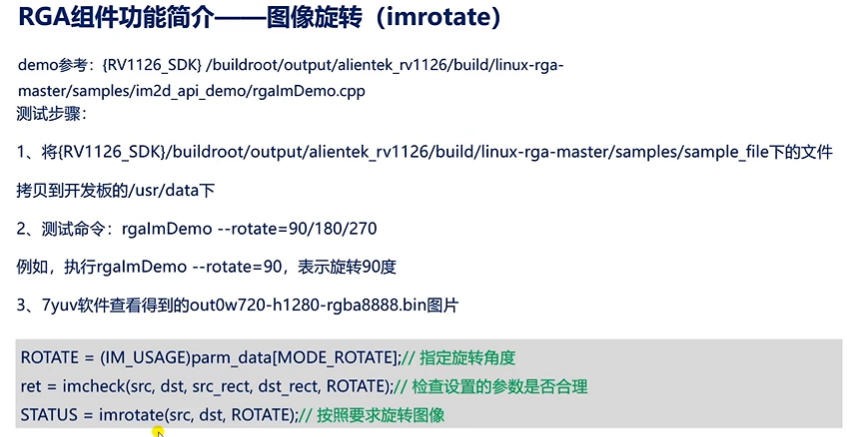 RGA组件功能简介——图像旋转（imrotate）
demo参考：{RV1126_SDK} /buildroot/output/alientek_rv1126/build/linux-rga-
master/samples/im2d_api_demo/rgaImDemo.cpp
测试步骤：
1、将{RV1126_SDK}/buildroot/output/alientek_rv1126/build/linux-rga-master/samples/sample_file下的文件
拷贝到开发板的/usr/data下
2、测试命令：rgaImDemo --rotate=90/180/270
例如，执行rgaImDemo --rotate=90，表示旋转90度
3、7yuv软件查看得到的out0w720-h1280-rgba8888.bin图片
ROTATE = (IM_USAGE)parm_data[MODE_ROTATE];// 指定旋转角度
ret = imcheck(src, dst, src_rect, dst_rect, ROTATE);// 检查设置的参数是否合理
STATUS = imrotate(src, dst, ROTATE);// 按照要求旋转图像